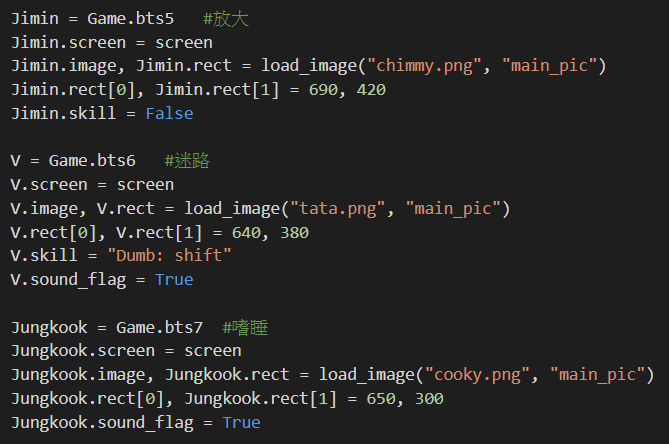 Jimin = Game.bts5   #放大
Jimin.screen = screen
Jimin.image, Jimin.rect = load_image("chimmy.png", "main_pic")
Jimin.rect[0], Jimin.rect[1] = 690, 420
Jimin.skill = False

V = Game.bts6   #迷路
V.screen = screen
V.image, V.rect = load_image("tata.png", "main_pic")
V.rect[0], V.rect[1] = 640, 380
V.skill = "Dumb: shift"
V.sound_flag = True

Jungkook = Game.bts7  #嗜睡
Jungkook.screen = screen
Jungkook.image, Jungkook.rect = load_image("cooky.png", "main_pic")
Jungkook.rect[0], Jungkook.rect[1] = 650, 300
Jungkook.sound_flag = True